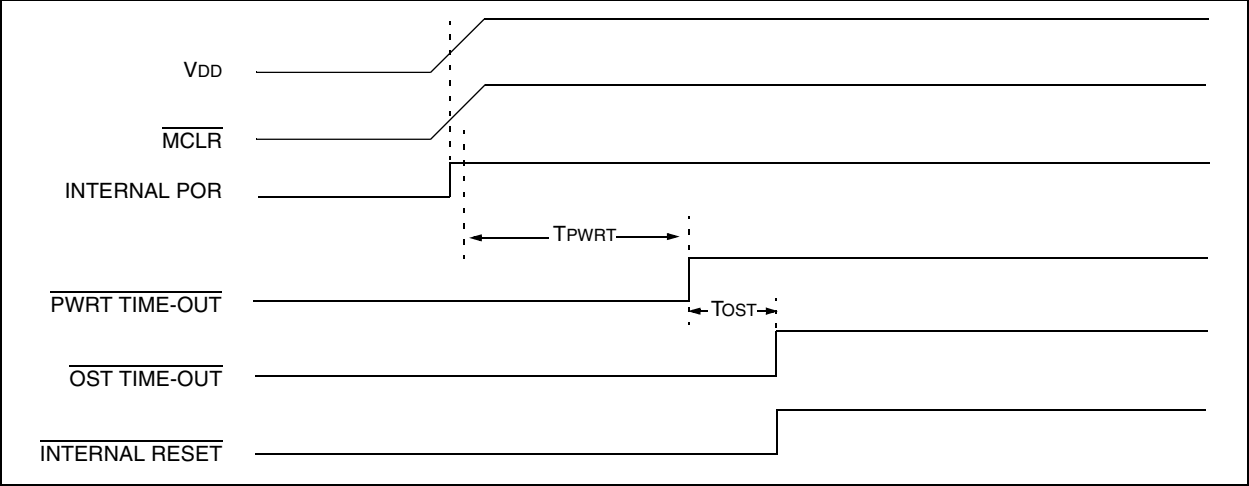 VDD
MCLR
INTERNAL POR
TPWRT
PWRT TIME-OUT
TOST
OST TIME-OUT
INTERNAL RESET